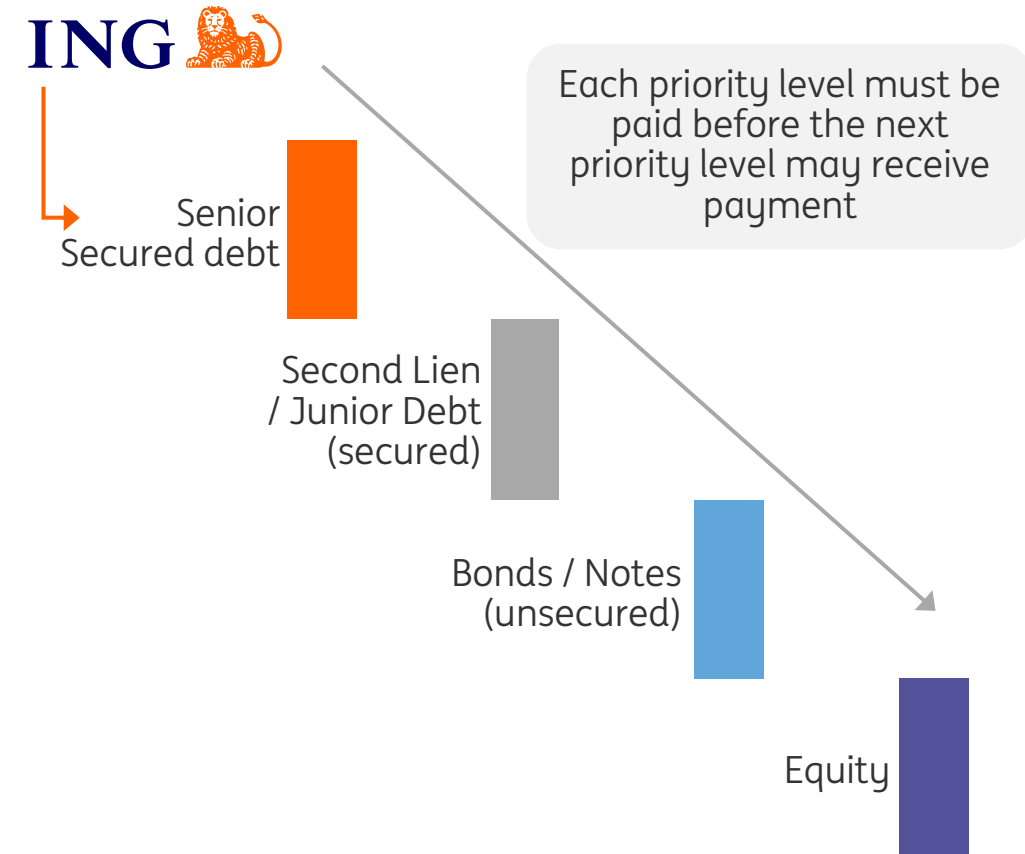 ING
Each priority level must be
paid before the next
priority level may receive
payment
Senior
Secured debt
Second Lien
/ Junior Debt
(secured)
Bonds / Notes
(unsecured)
Equity